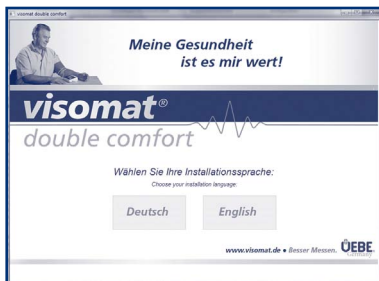 visomat double comfort
Meine Gesundheit
ist es mir wert!
visomat®
double comfort
Wählen Sie Ihre Installationssprache:
Choose your installation language:
Deutsch
English
www.visomat.de • Besser Messen. ÜEBE.
Germany